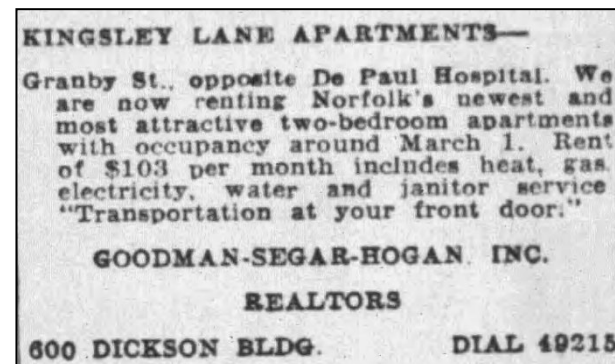 KINGSLEY LANE APARTMENTS—
Granby St., opposite De Paul Hospital. We
are now renting Norfolk's newest and
most attractive two-bedroom apartments
with occupancy around March 1. Rent
of $103 per month includes heat, gas,
electricity, water and janitor service
"Transportation at your front door."
GOODMAN-SEGAR-HOGAN, INC.
REALTORS
600 DICKSON BLDG. DIAL 49215